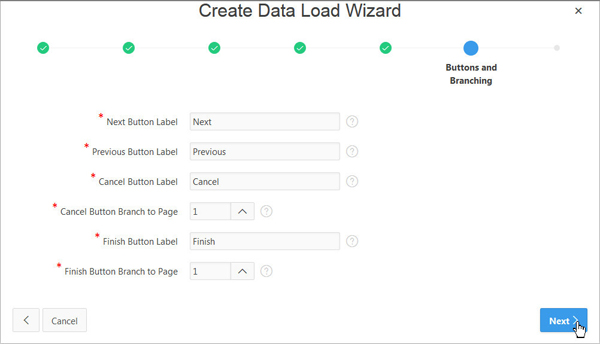 Create Data Load Wizard
Buttons and
Branching
* Next Button Label Next
* Previous Button Label Previous
* Cancel Button Label Cancel
* Cancel Button Branch to Page 1
* Finish Button Label Finish
* Finish Button Branch to Page 1
Cancel Next